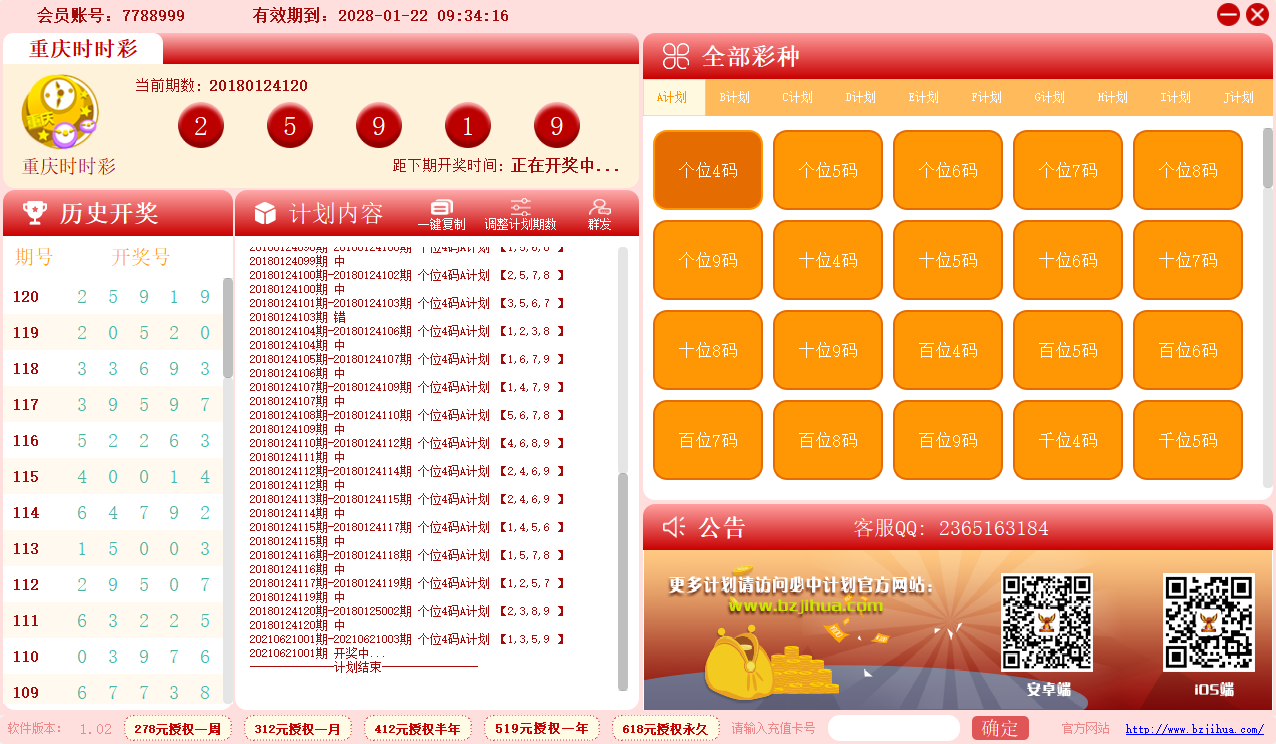 会员账号：7788999
有效期到：2028-01-22 09:34:16
重庆时时彩
当前期数：20180124120
2 5 9 1 9
重庆
重庆时时彩
距下期开奖时间：正在开奖中...
历史开奖
期号 开奖号
120 2 5 9 1 9
119 2 0 5 2 0
118 3 3 6 9 3
117 3 9 5 9 7
116 5 2 2 6 3
115 4 0 0 1 4
114 6 4 7 9 2
113 1 5 0 0 3
112 2 9 5 0 7
111 6 3 2 2 5
110 0 3 9 7 6
109 6 7 7 3 8
计划内容
一键复制 调整计划期数 群发
20180124098期-20180124100期 个位4码A计划 【1,5,6,8 】
20180124099期 中
20180124100期-20180124102期 个位4码A计划 【2,5,7,8 】
20180124100期 中
20180124101期-20180124103期 个位4码A计划 【3,5,6,7 】
20180124103期 错
20180124104期-20180124106期 个位4码A计划 【1,2,3,8 】
20180124104期 中
20180124105期-20180124107期 个位4码A计划 【1,6,7,9 】
20180124106期 中
20180124107期-20180124109期 个位4码A计划 【1,4,7,9 】
20180124107期 中
20180124108期-20180124110期 个位4码A计划 【5,6,7,8 】
20180124109期 中
20180124110期-20180124112期 个位4码A计划 【4,6,8,9 】
20180124111期 中
20180124112期-20180124114期 个位4码A计划 【2,4,6,9 】
20180124112期 中
20180124113期-20180124115期 个位4码A计划 【2,4,6,9 】
20180124114期 中
20180124115期-20180124117期 个位4码A计划 【1,4,5,6 】
20180124115期 中
20180124116期-20180124118期 个位4码A计划 【1,5,7,8 】
20180124116期 中
20180124117期-20180124119期 个位4码A计划 【1,2,5,7 】
20180124119期 中
20180124120期-20180125002期 个位4码A计划 【2,3,8,9 】
20180124120期 中
20210621001期-20210621003期 个位4码A计划 【1,3,5,9 】
20210621001期 开奖中...
——————计划结束————————
全部彩种
A计划 B计划 C计划 D计划 E计划 F计划 G计划 H计划 I计划 J计划
个位4码 个位5码 个位6码 个位7码 个位8码
个位9码 十位4码 十位5码 十位6码 十位7码
十位8码 十位9码 百位4码 百位5码 百位6码
百位7码 百位8码 百位9码 千位4码 千位5码
公告
客服QQ: 2365163184
更多计划请访问必中计划官方网站：
www.bzjihua.com
安卓端
iOS端
软件版本： 1.02
278元授权一周 312元授权一月 412元授权半年 519元授权一年 618元授权永久
请输入充值卡号
确定
官方网站 http://www.bzjihua.com/